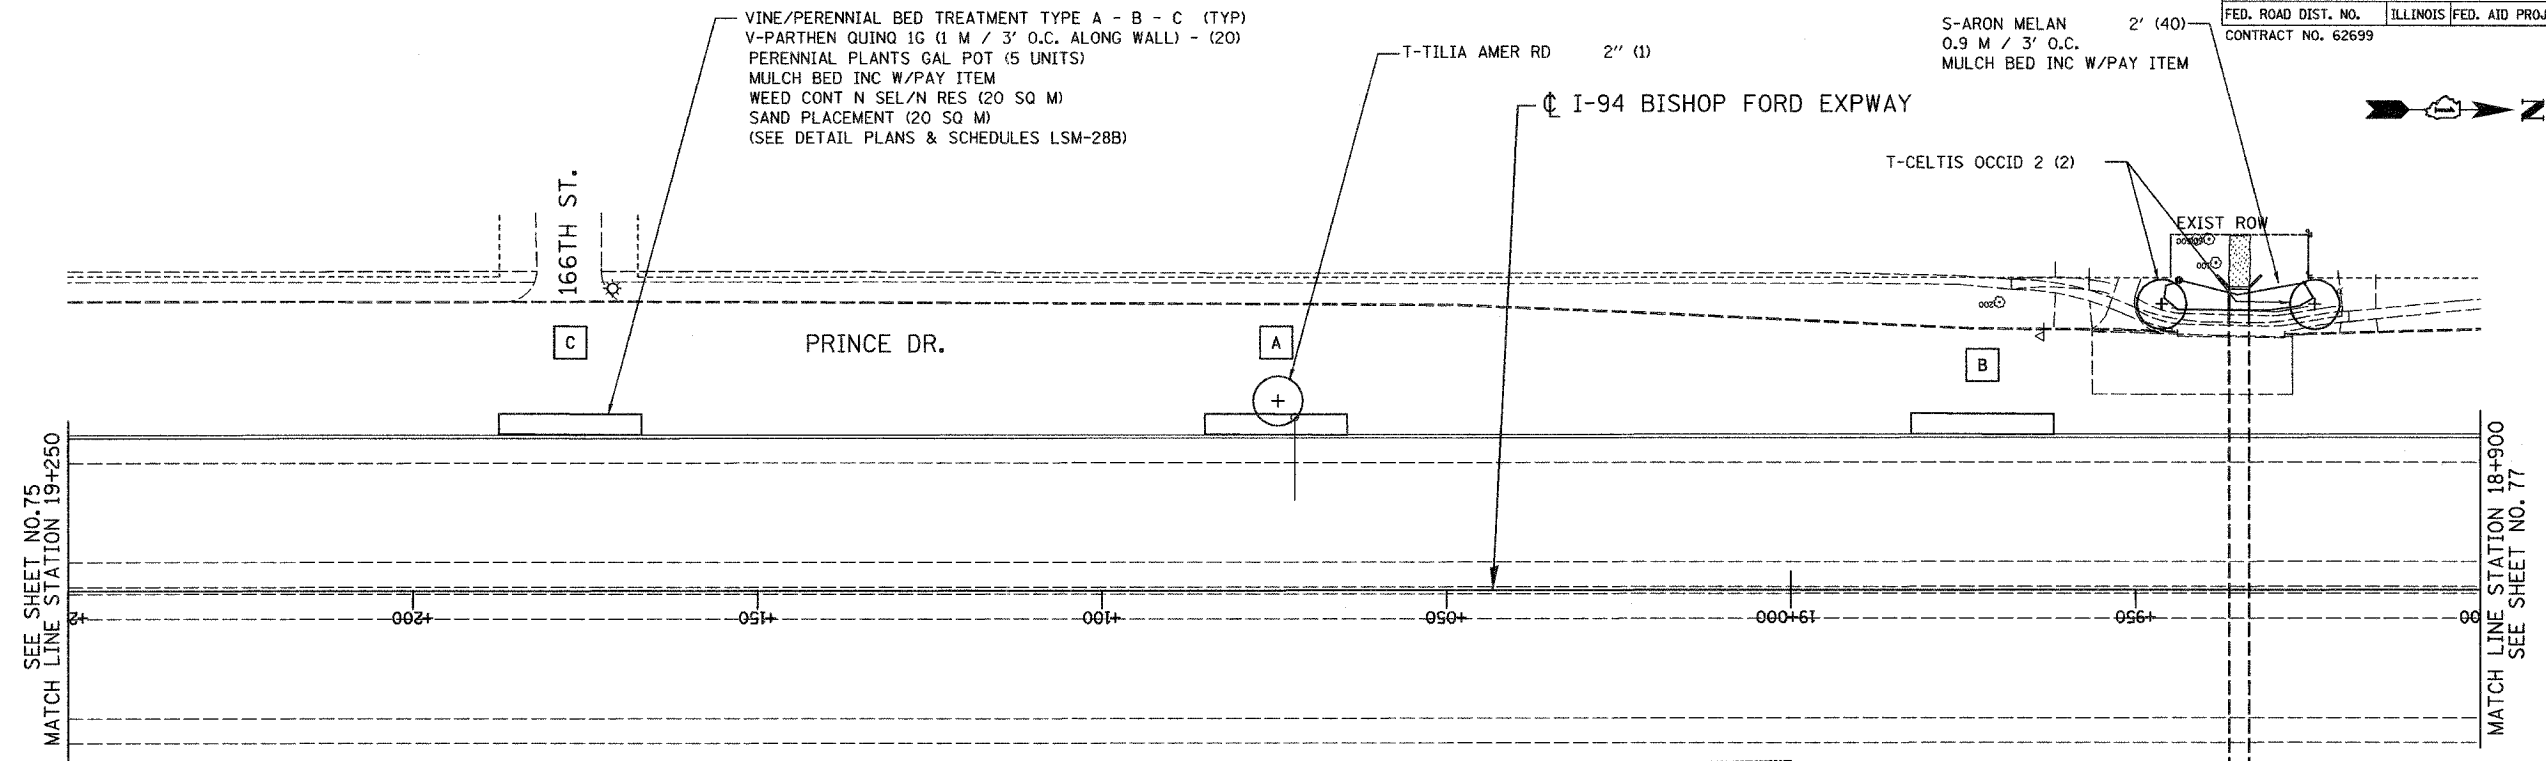 VINE/PERENNIAL BED TREATMENT TYPE A - B - C (TYP)
V-PARTHEN QUINQ 1G (1 M / 3' O.C. ALONG WALL) - (20)
PERENNIAL PLANTS GAL POT (5 UNITS)
MULCH BED INC W/PAY ITEM
WEED CONT N SEL/N RES (20 SQ M)
SAND PLACEMENT (20 SQ M)
(SEE DETAIL PLANS & SCHEDULES LSM-28B)
T-TILIA AMER RD 2" (1)
℄ I-94 BISHOP FORD EXPWAY
S-ARON MELAN 2' (40)
0.9 M / 3' O.C.
MULCH BED INC W/PAY ITEM
FED. ROAD DIST. NO. ILLINOIS FED. AID PROJ
CONTRACT NO. 62699
N
T-CELTIS OCCID 2 (2)
EXIST ROW
166TH ST.
C
PRINCE DR.
A
B
SEE SHEET NO.75
MATCH LINE STATION 19+250
+2
+200
+150
+100
+050
19+000
+950
00
MATCH LINE STATION 18+900
SEE SHEET NO. 77